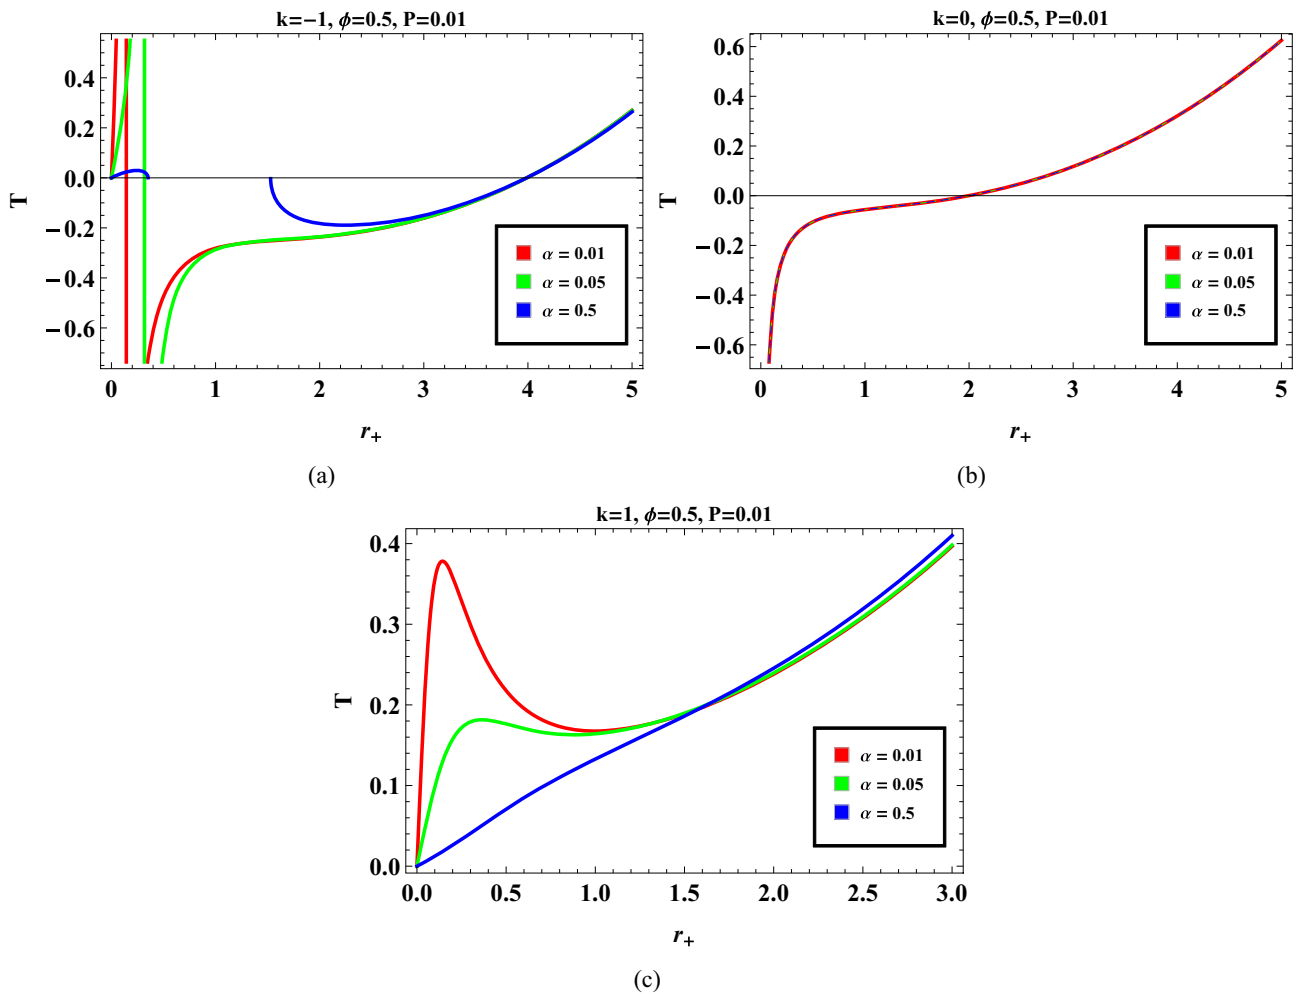 k=−1, ϕ=0.5, P=0.01
0.4
0.2
0.0
−0.2
−0.4
−0.6
T
0 1 2 3 4 5
r+
α = 0.01
α = 0.05
α = 0.5
(a)
k=0, ϕ=0.5, P=0.01
0.6
0.4
0.2
0.0
−0.2
−0.4
−0.6
T
0 1 2 3 4 5
r+
α = 0.01
α = 0.05
α = 0.5
(b)
k=1, ϕ=0.5, P=0.01
0.4
0.3
0.2
0.1
0.0
T
0.0 0.5 1.0 1.5 2.0 2.5 3.0
r+
α = 0.01
α = 0.05
α = 0.5
(c)